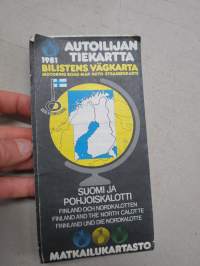 1981
AUTOILIJAN
TIEKARTTA
BILISTENS VÄGKARTA
MOTORING ROAD MAP AUTO-STRASSENKARTE
SUOMI JA
POHJOISKALOTTI
FINLAND OCH NORDKALOTTEN
FINLAND AND THE NORTH CALOTTE
FINNLAND UND DIE NORDKALOTTE
MATKAILUKARTASTO